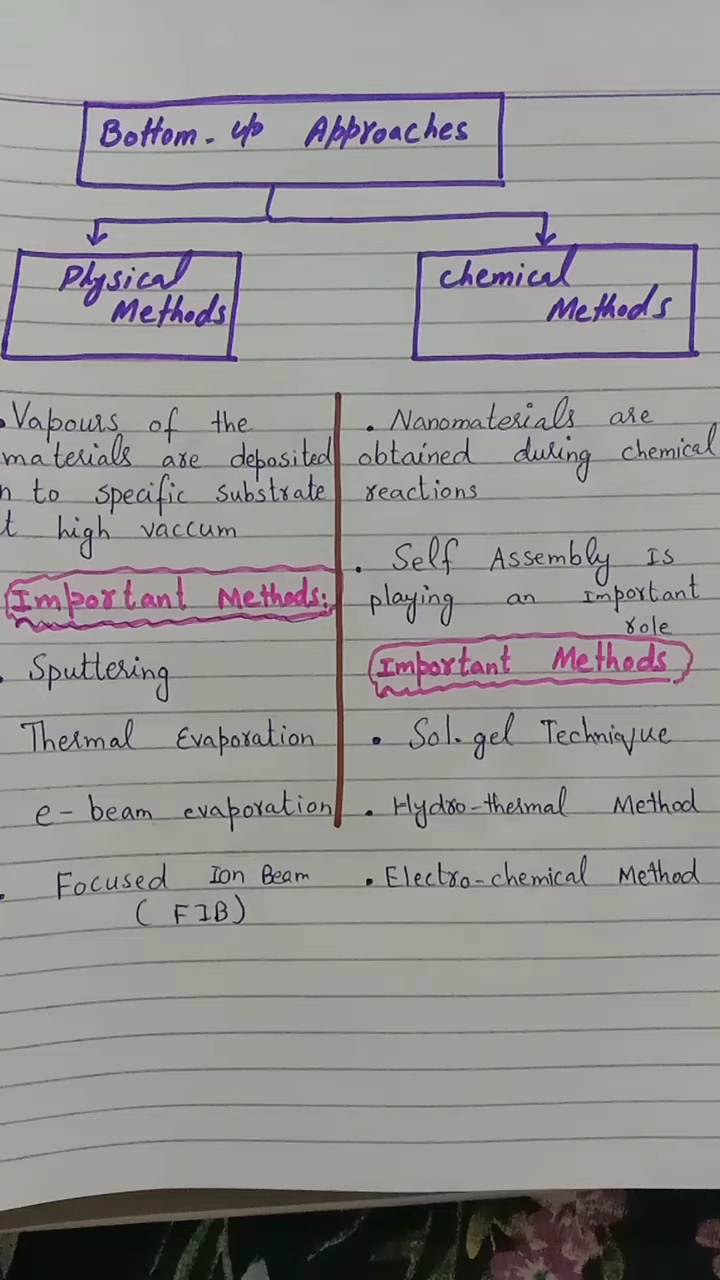 Bottom-up Approaches
Physical
Methods
Vapours of the
materials are deposited
n to specific substrate
t high vaccum
Important Methods:
. Sputtering
Thermal Evaporation
e-beam evaporation
. Focused Ion Beam
(FIB)
Chemical
Methods
. Nanomaterials are
obtained during chemical
reactions
. Self Assembly Is
playing an important
role
Important Methods
. Sol-gel Technique
. Hydro-thermal Method
. Electro-chemical Method